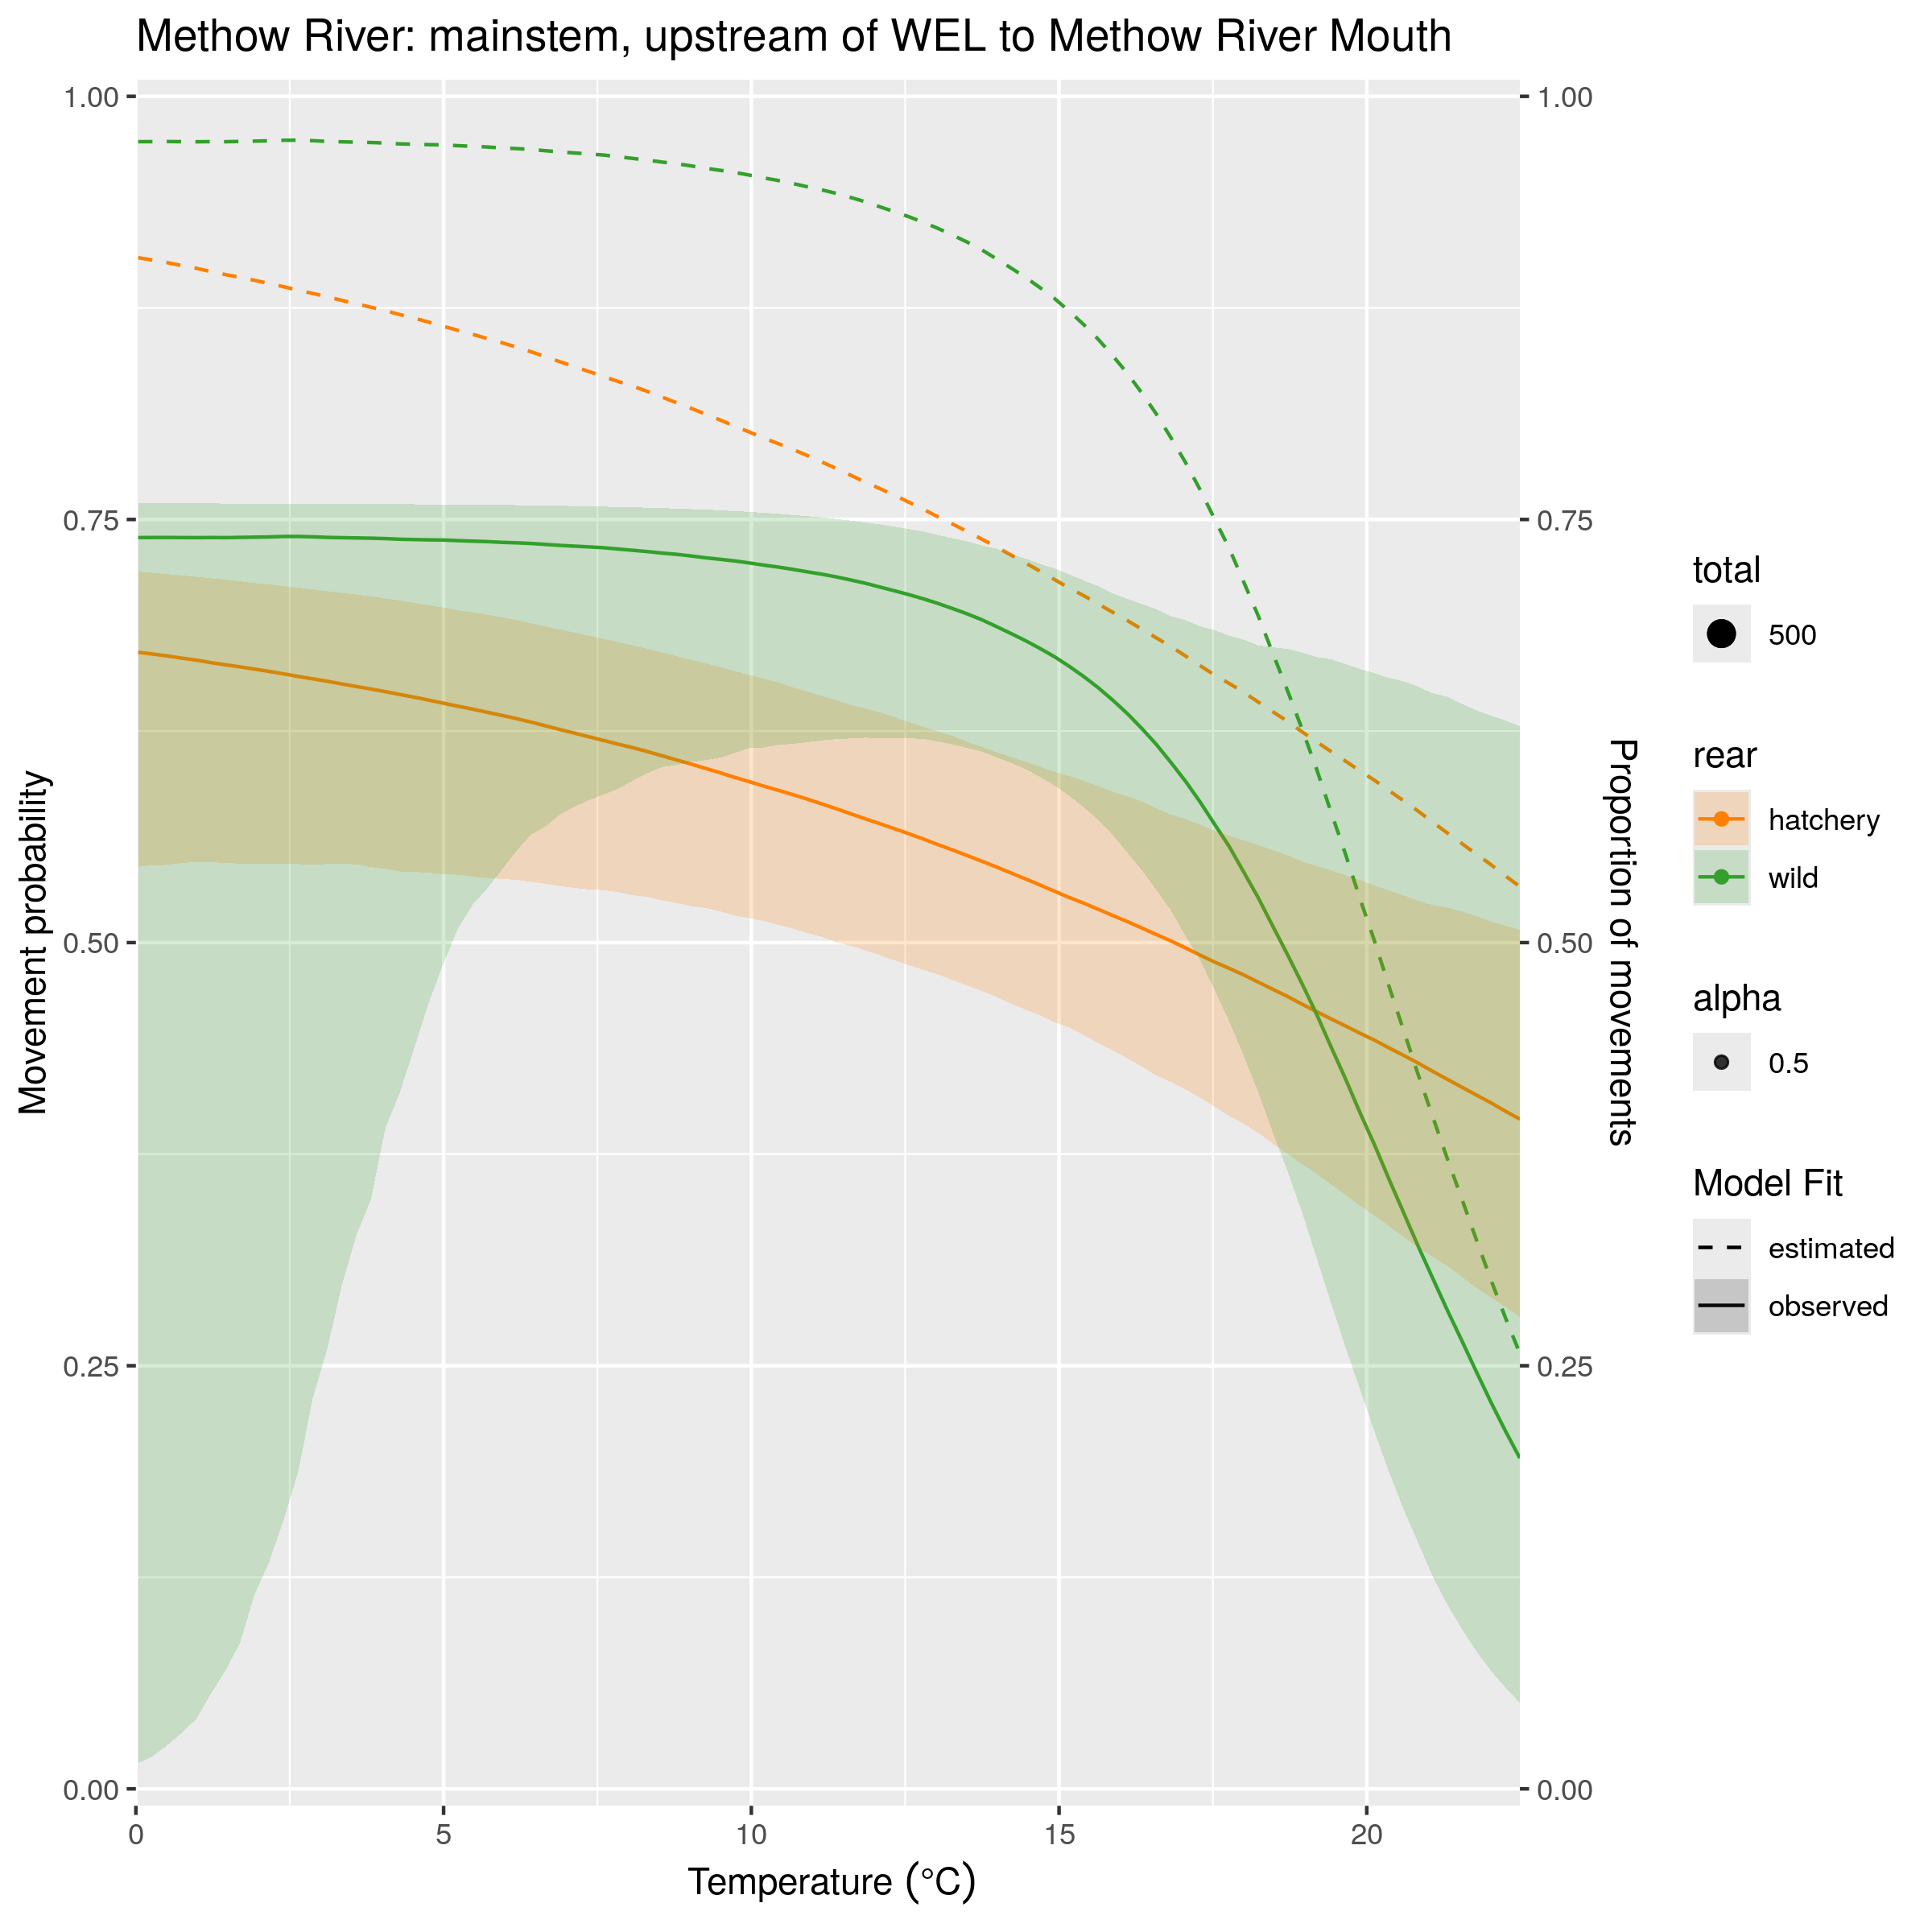 Methow River: mainstem, upstream of WEL to Methow River Mouth
Movement probability
1.00
0.75
0.50
0.25
0.00
0
5
10
15
20
Temperature (°C)
1.00
0.75
0.50
0.25
0.00
Proportion of movements
total
500
rear
hatchery
wild
alpha
0.5
Model Fit
estimated
observed